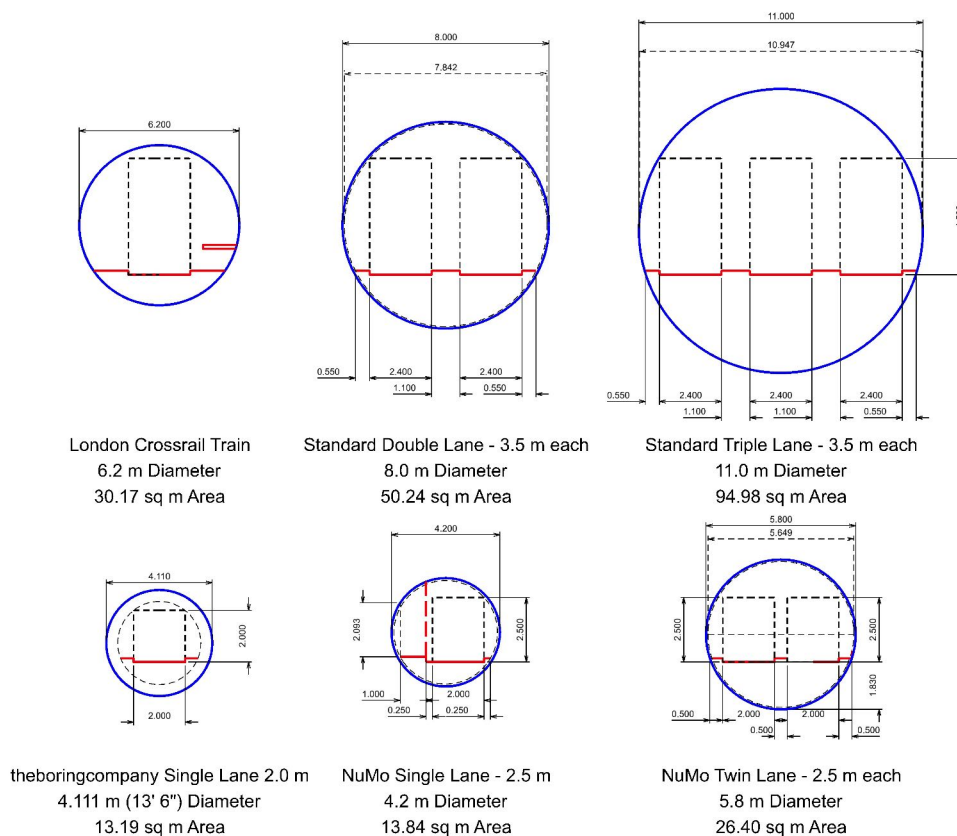 11.000
8.000
10.947
7.842
6.200
0.550
2.400
2.400
1.100
0.550
0.550
2.400
2.400
2.400
1.100
1.100
0.550
London Crossrail Train
6.2 m Diameter
30.17 sq m Area
Standard Double Lane - 3.5 m each
8.0 m Diameter
50.24 sq m Area
Standard Triple Lane - 3.5 m each
11.0 m Diameter
94.98 sq m Area
4.110
2.000
2.000
4.200
2.093
2.500
1.000
2.000
0.250
0.250
5.800
5.649
2.500
2.500
1.830
0.500
2.000
2.000
0.500
0.500
theboringcompany Single Lane 2.0 m
4.111 m (13' 6") Diameter
13.19 sq m Area
NuMo Single Lane - 2.5 m
4.2 m Diameter
13.84 sq m Area
NuMo Twin Lane - 2.5 m each
5.8 m Diameter
26.40 sq m Area